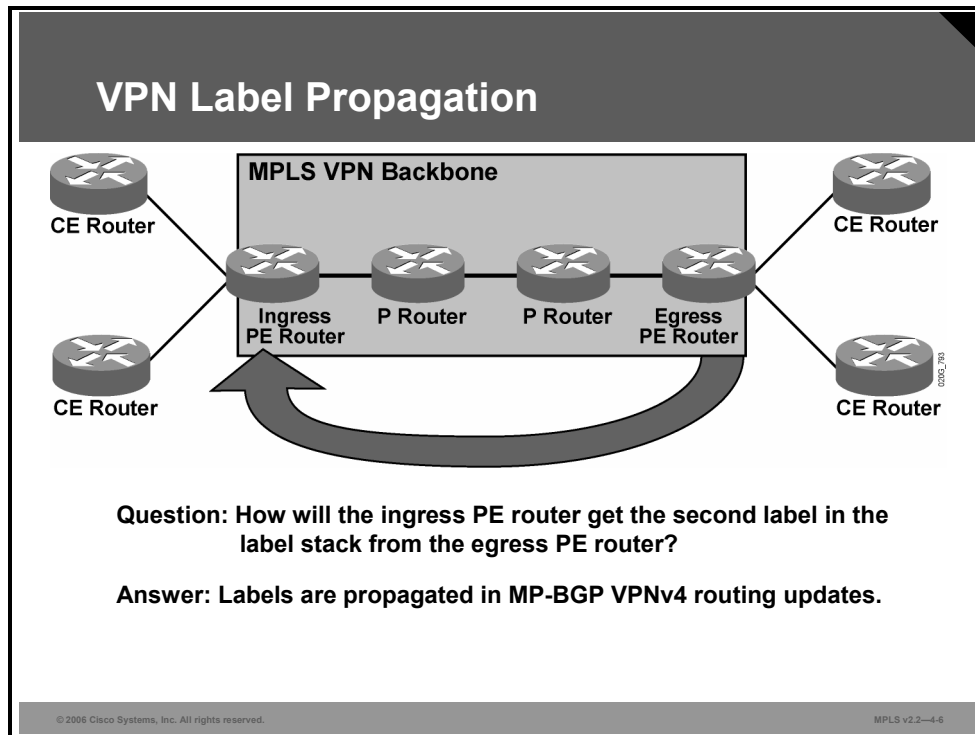 VPN Label Propagation
MPLS VPN Backbone
CE Router
CE Router
Ingress
PE Router
P Router
P Router
Egress
PE Router
CE Router
CE Router
020G_793
Question: How will the ingress PE router get the second label in the
label stack from the egress PE router?
Answer: Labels are propagated in MP-BGP VPNv4 routing updates.
© 2006 Cisco Systems, Inc. All rights reserved.
MPLS v2.2—4-6